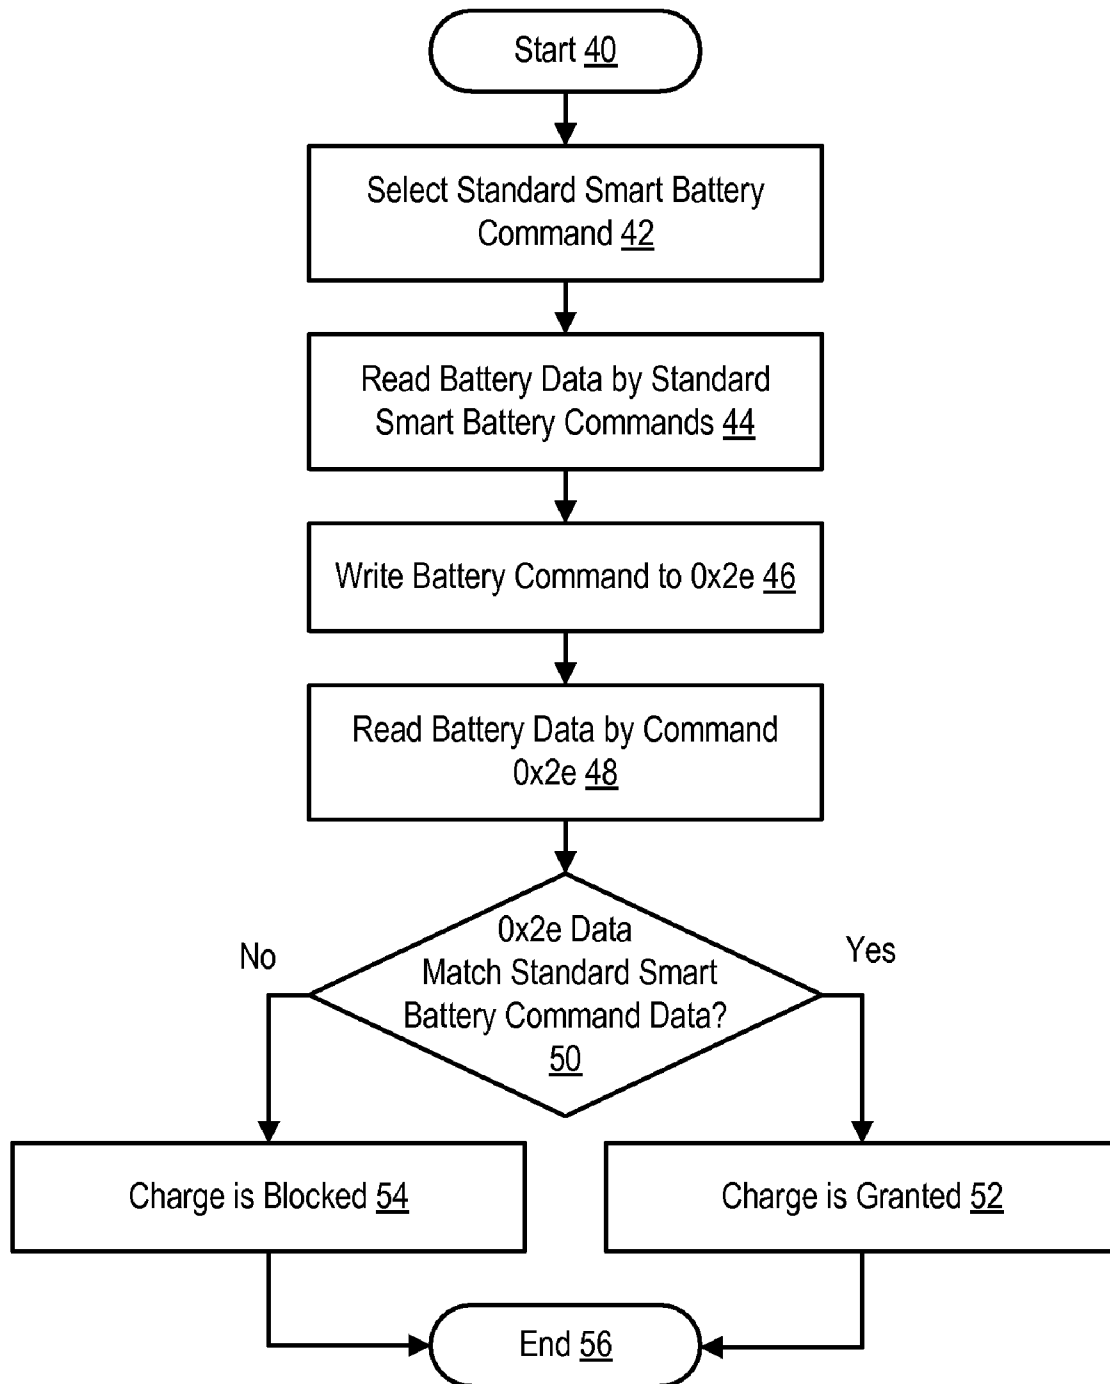 Start 40
Select Standard Smart Battery
Command 42
Read Battery Data by Standard
Smart Battery Commands 44
Write Battery Command to 0x2e 46
Read Battery Data by Command
0x2e 48
0x2e Data
Match Standard Smart
Battery Command Data?
50
No
Yes
Charge is Blocked 54
Charge is Granted 52
End 56